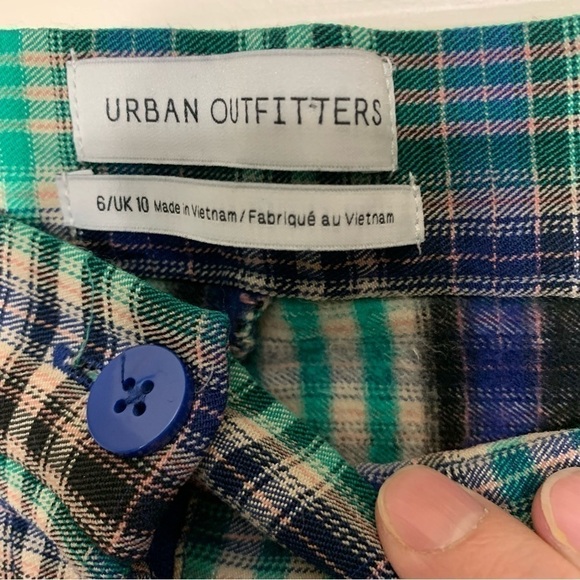 URBAN OUTFITTERS
6/UK 10 Made in Vietnam/Fabriqué au Vietnam